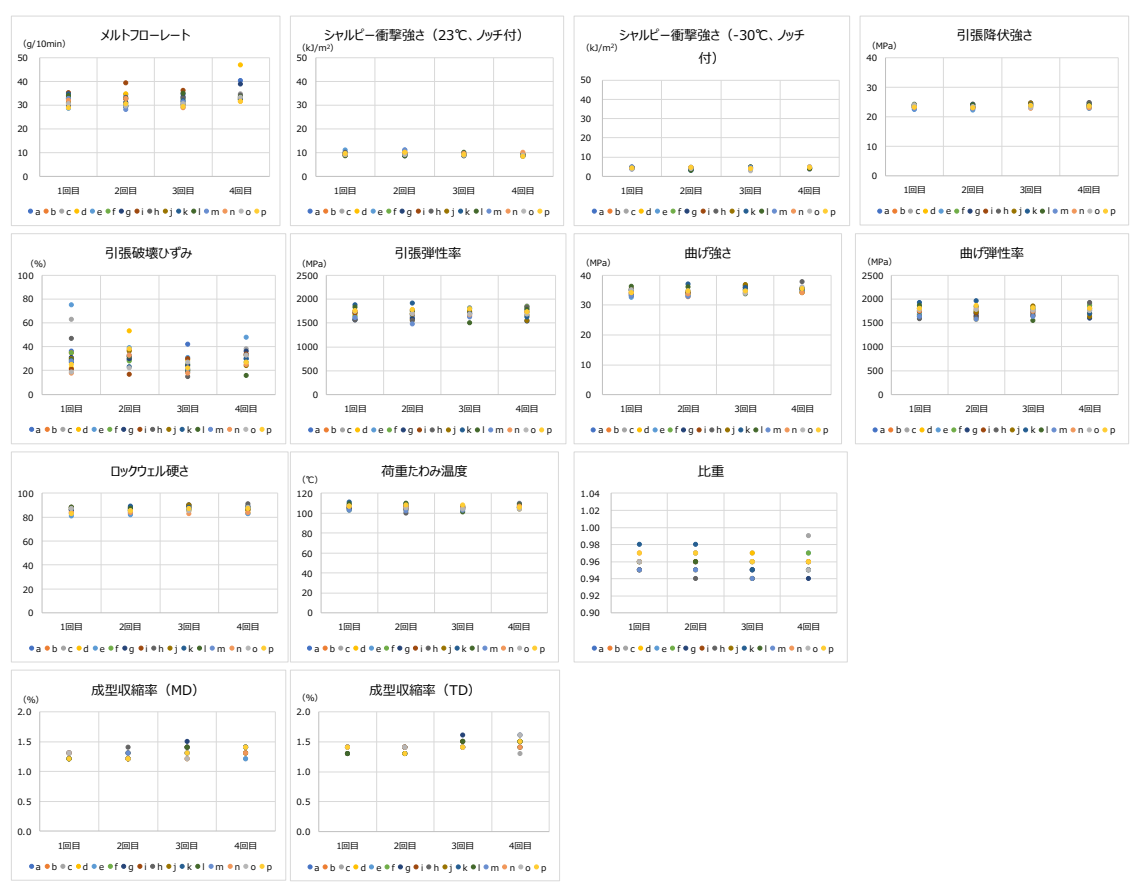 メルトフローレート
(g/10min)
50
40
30
20
10
0
1回目 2回目 3回目 4回目
a b c d e f g i h j k l m n o p
シャルピー衝撃強さ（23℃、ノッチ付）
(kJ/m²)
50
40
30
20
10
0
1回目 2回目 3回目 4回目
a b c d e f g i h j k l m n o p
シャルピー衝撃強さ（-30℃、ノッチ
付）
(kJ/m²)
50
40
30
20
10
0
1回目 2回目 3回目 4回目
a b c d e f g i h j k l m n o p
引張降伏強さ
(MPa)
40
30
20
10
0
1回目 2回目 3回目 4回目
a b c d e f g i h j k l m n o p
引張破壊ひずみ
(%)
100
80
60
40
20
0
1回目 2回目 3回目 4回目
a b c d e f g i h j k l m n o p
引張弾性率
(MPa)
2500
2000
1500
1000
500
0
1回目 2回目 3回目 4回目
a b c d e f g i h j k l m n o p
曲げ強さ
(MPa)
40
30
20
10
0
1回目 2回目 3回目 4回目
a b c d e f g i h j k l m n o p
曲げ弾性率
(MPa)
2500
2000
1500
1000
500
0
1回目 2回目 3回目 4回目
a b c d e f g i h j k l m n o p
ロックウェル硬さ
100
80
60
40
20
0
1回目 2回目 3回目 4回目
a b c d e f g i h j k l m n o p
荷重たわみ温度
(℃)
120
100
80
60
40
20
0
1回目 2回目 3回目 4回目
a b c d e f g i h j k l m n o p
比重
1.04
1.02
1.00
0.98
0.96
0.94
0.92
0.90
1回目 2回目 3回目 4回目
a b c d e f g i h j k l m n o p
成型収縮率（MD）
(%)
2.0
1.5
1.0
0.5
0.0
1回目 2回目 3回目 4回目
a b c d e f g i h j k l m n o p
成型収縮率（TD）
(%)
2.0
1.5
1.0
0.5
0.0
1回目 2回目 3回目 4回目
a b c d e f g i h j k l m n o p